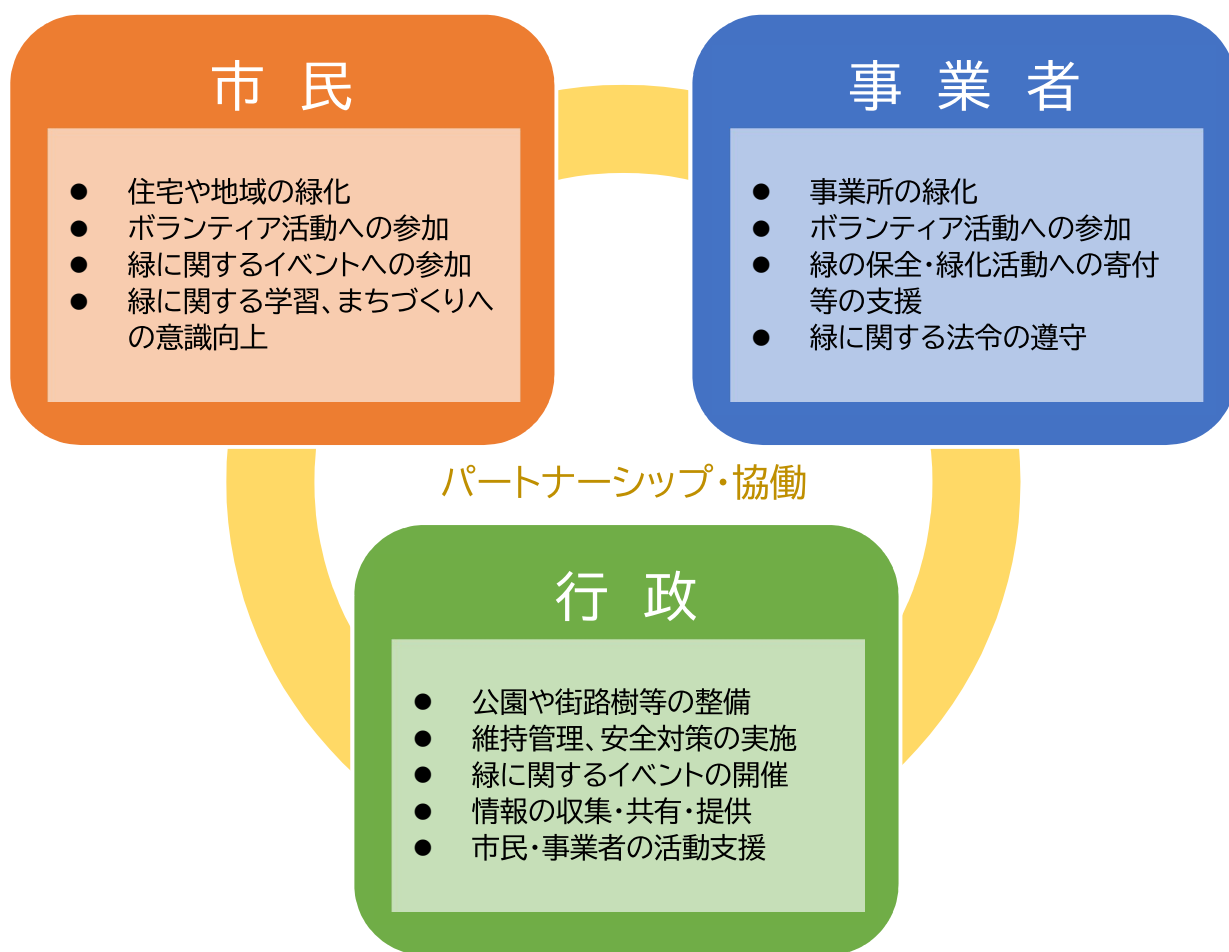 市 民
● 住宅や地域の緑化
● ボランティア活動への参加
● 緑に関するイベントへの参加
● 緑に関する学習、まちづくりへ
の意識向上
事 業 者
● 事業所の緑化
● ボランティア活動への参加
● 緑の保全・緑化活動への寄付
等の支援
● 緑に関する法令の遵守
パートナーシップ・協働
行 政
● 公園や街路樹等の整備
● 維持管理、安全対策の実施
● 緑に関するイベントの開催
● 情報の収集・共有・提供
● 市民・事業者の活動支援